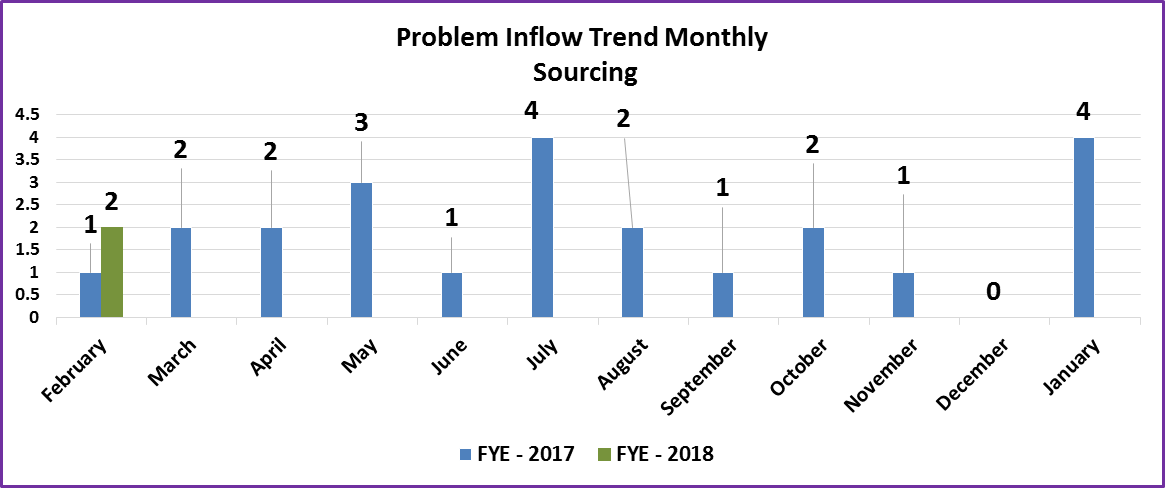 Problem Inflow Trend Monthly
Sourcing
4.5
4
3.5
3
2.5
2
1.5
1
0.5
0
1
2
2
2
3
1
4
2
1
2
1
0
4
February
March
April
May
June
July
August
September
October
November
December
January
FYE - 2017
FYE - 2018